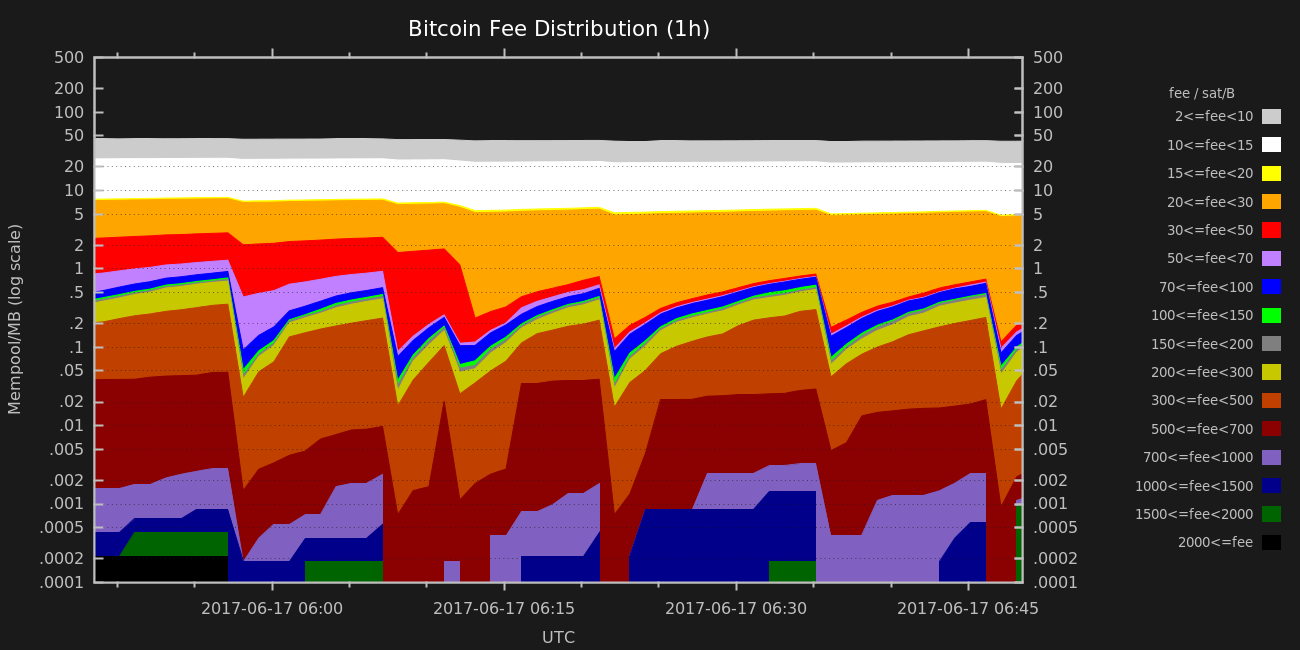 Bitcoin Fee Distribution (1h)
500
200
100
50
20
10
5
2
1
.5
.2
.1
.05
.02
.01
.005
.002
.001
.0005
.0002
.0001
Mempool/MB (log scale)
500
200
100
50
20
10
5
2
1
.5
.2
.1
.05
.02
.01
.005
.002
.001
.0005
.0002
.0001
2017-06-17 06:00 2017-06-17 06:15 2017-06-17 06:30 2017-06-17 06:45
UTC
fee / sat/B
2<=fee<10
10<=fee<15
15<=fee<20
20<=fee<30
30<=fee<50
50<=fee<70
70<=fee<100
100<=fee<150
150<=fee<200
200<=fee<300
300<=fee<500
500<=fee<700
700<=fee<1000
1000<=fee<1500
1500<=fee<2000
2000<=fee